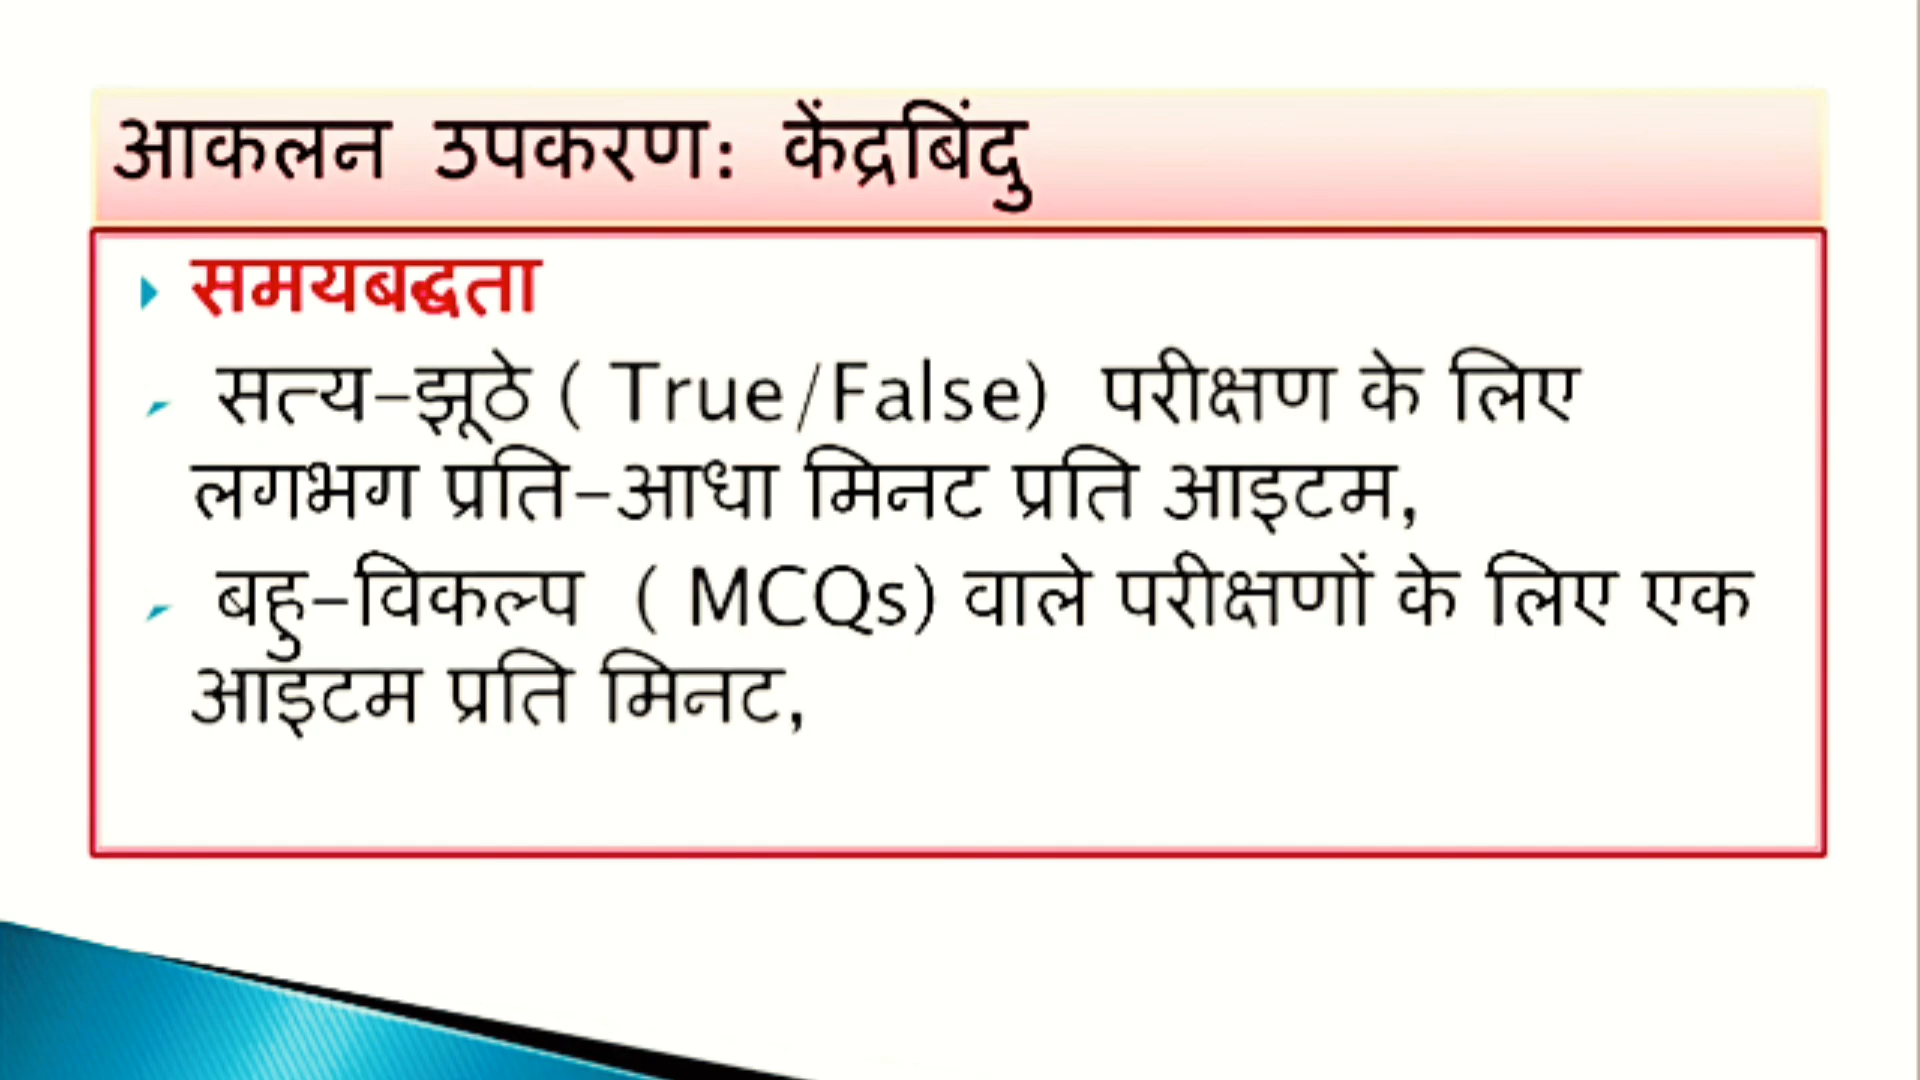 आकलन उपकरण: केंद्रबिंदु
समयबद्धता
सत्य-झूठे ( True/False) परीक्षण के लिए
लगभग प्रति-आधा मिनट प्रति आइटम,
बहु-विकल्प ( MCQs) वाले परीक्षणों के लिए एक
आइटम प्रति मिनट,